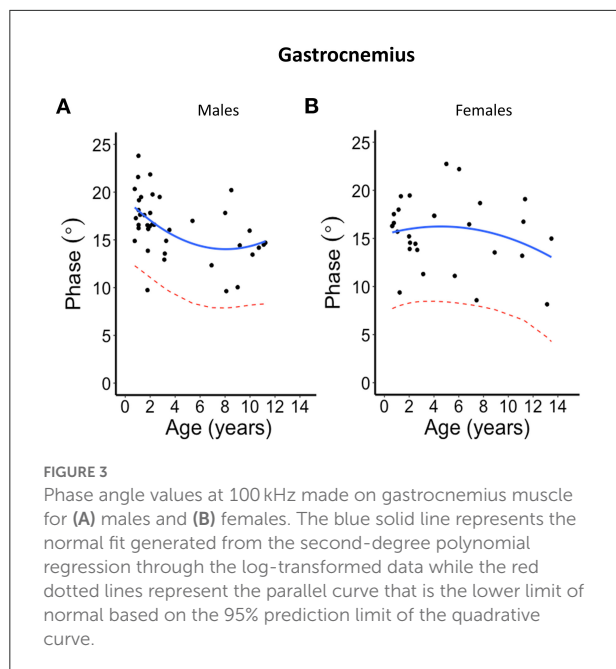 Gastrocnemius
A
Males
B
Females
25
20
15
10
5
0
Phase (°)
0 2 4 6 8 10 12 14
Age (years)
25
20
15
10
5
0
Phase (°)
0 2 4 6 8 10 12 14
Age (years)
FIGURE 3
Phase angle values at 100 kHz made on gastrocnemius muscle
for (A) males and (B) females. The blue solid line represents the
normal fit generated from the second-degree polynomial
regression through the log-transformed data while the red
dotted lines represent the parallel curve that is the lower limit of
normal based on the 95% prediction limit of the quadrative
curve.